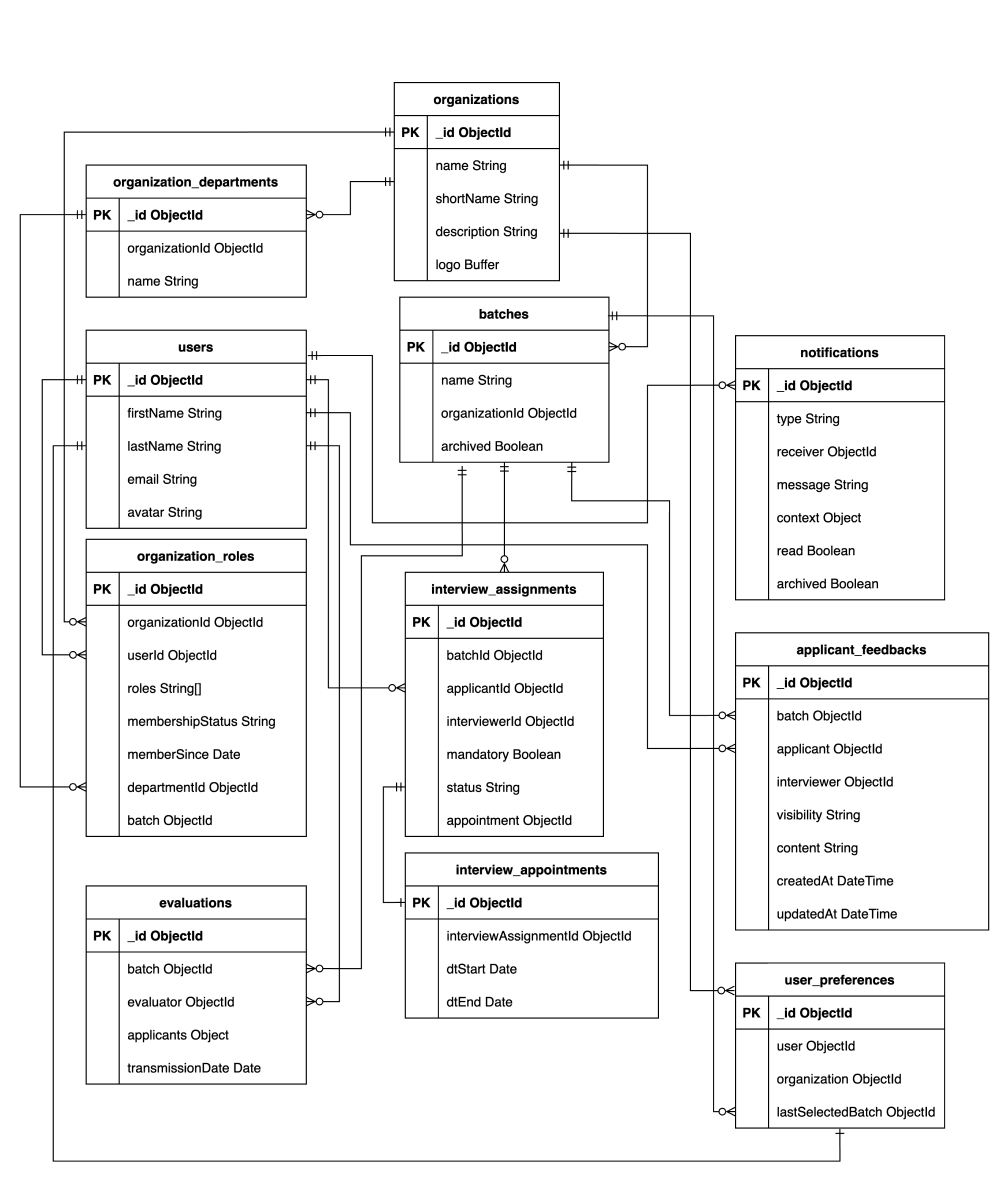 organizations
PK _id ObjectId
name String
shortName String
description String
logo Buffer
organization_departments
PK _id ObjectId
organizationId ObjectId
name String
batches
PK _id ObjectId
name String
organizationId ObjectId
archived Boolean
users
PK _id ObjectId
firstName String
lastName String
email String
avatar String
notifications
PK _id ObjectId
type String
receiver ObjectId
message String
context Object
read Boolean
archived Boolean
organization_roles
PK _id ObjectId
organizationId ObjectId
userId ObjectId
roles String[]
membershipStatus String
memberSince Date
departmentId ObjectId
batch ObjectId
interview_assignments
PK _id ObjectId
batchId ObjectId
applicantId ObjectId
interviewerId ObjectId
mandatory Boolean
status String
appointment ObjectId
applicant_feedbacks
PK _id ObjectId
batch ObjectId
applicant ObjectId
interviewer ObjectId
visibility String
content String
createdAt DateTime
updatedAt DateTime
interview_appointments
PK _id ObjectId
interviewAssignmentId ObjectId
dtStart Date
dtEnd Date
evaluations
PK _id ObjectId
batch ObjectId
evaluator ObjectId
applicants Object
transmissionDate Date
user_preferences
PK _id ObjectId
user ObjectId
organization ObjectId
lastSelectedBatch ObjectId